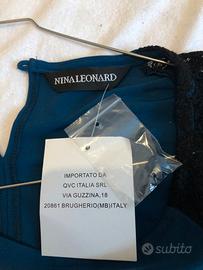 NINA LEONARD
IMPORTATO DA
QVC ITALIA SRL
VIA GUZZINA,18
20861 BRUGHERIO(MB)ITALY
subito